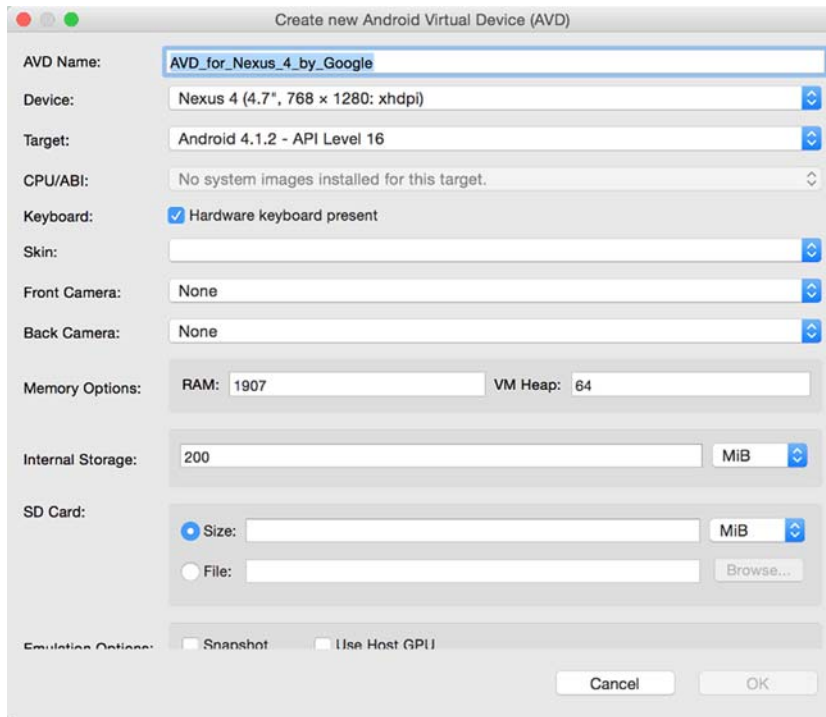 Create new Android Virtual Device (AVD)
AVD Name: AVD_for_Nexus_4_by_Google
Device: Nexus 4 (4.7", 768 × 1280: xhdpi)
Target: Android 4.1.2 - API Level 16
CPU/ABI: No system images installed for this target.
Keyboard: Hardware keyboard present
Skin:
Front Camera: None
Back Camera: None
Memory Options: RAM: 1907 VM Heap: 64
Internal Storage: 200 MiB
SD Card:
Size: MiB
File: Browse...
Emulation Options: Snapshot Use Host GPU
Cancel OK